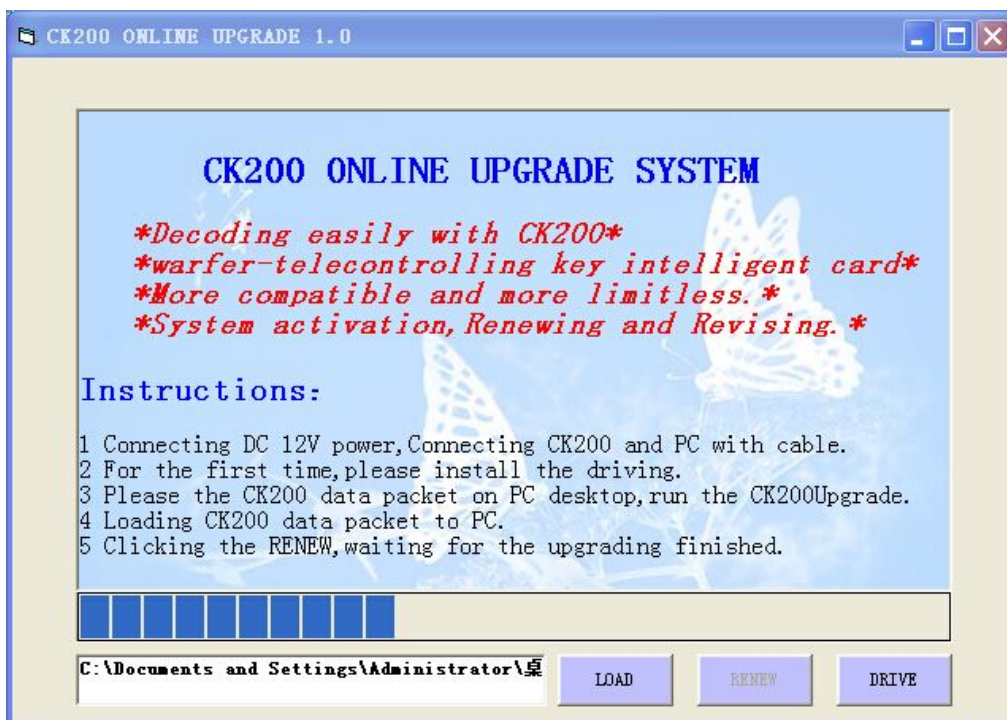 CK200 ONLINE UPGRADE 1.0
CK200 ONLINE UPGRADE SYSTEM
*Decoding easily with CK200*
*warfer-telecontrolling key intelligent card*
*More compatible and more limitless.*
*System activation,Renewing and Revising.*
Instructions:
1 Connecting DC 12V power,Connecting CK200 and PC with cable.
2 For the first time,please install the driving.
3 Please the CK200 data packet on PC desktop,run the CK200Upgrade.
4 Loading CK200 data packet to PC.
5 Clicking the RENEW,waiting for the upgrading finished.
C:\Documents and Settings\Administrator\桌
LOAD
RENEW
DRIVE